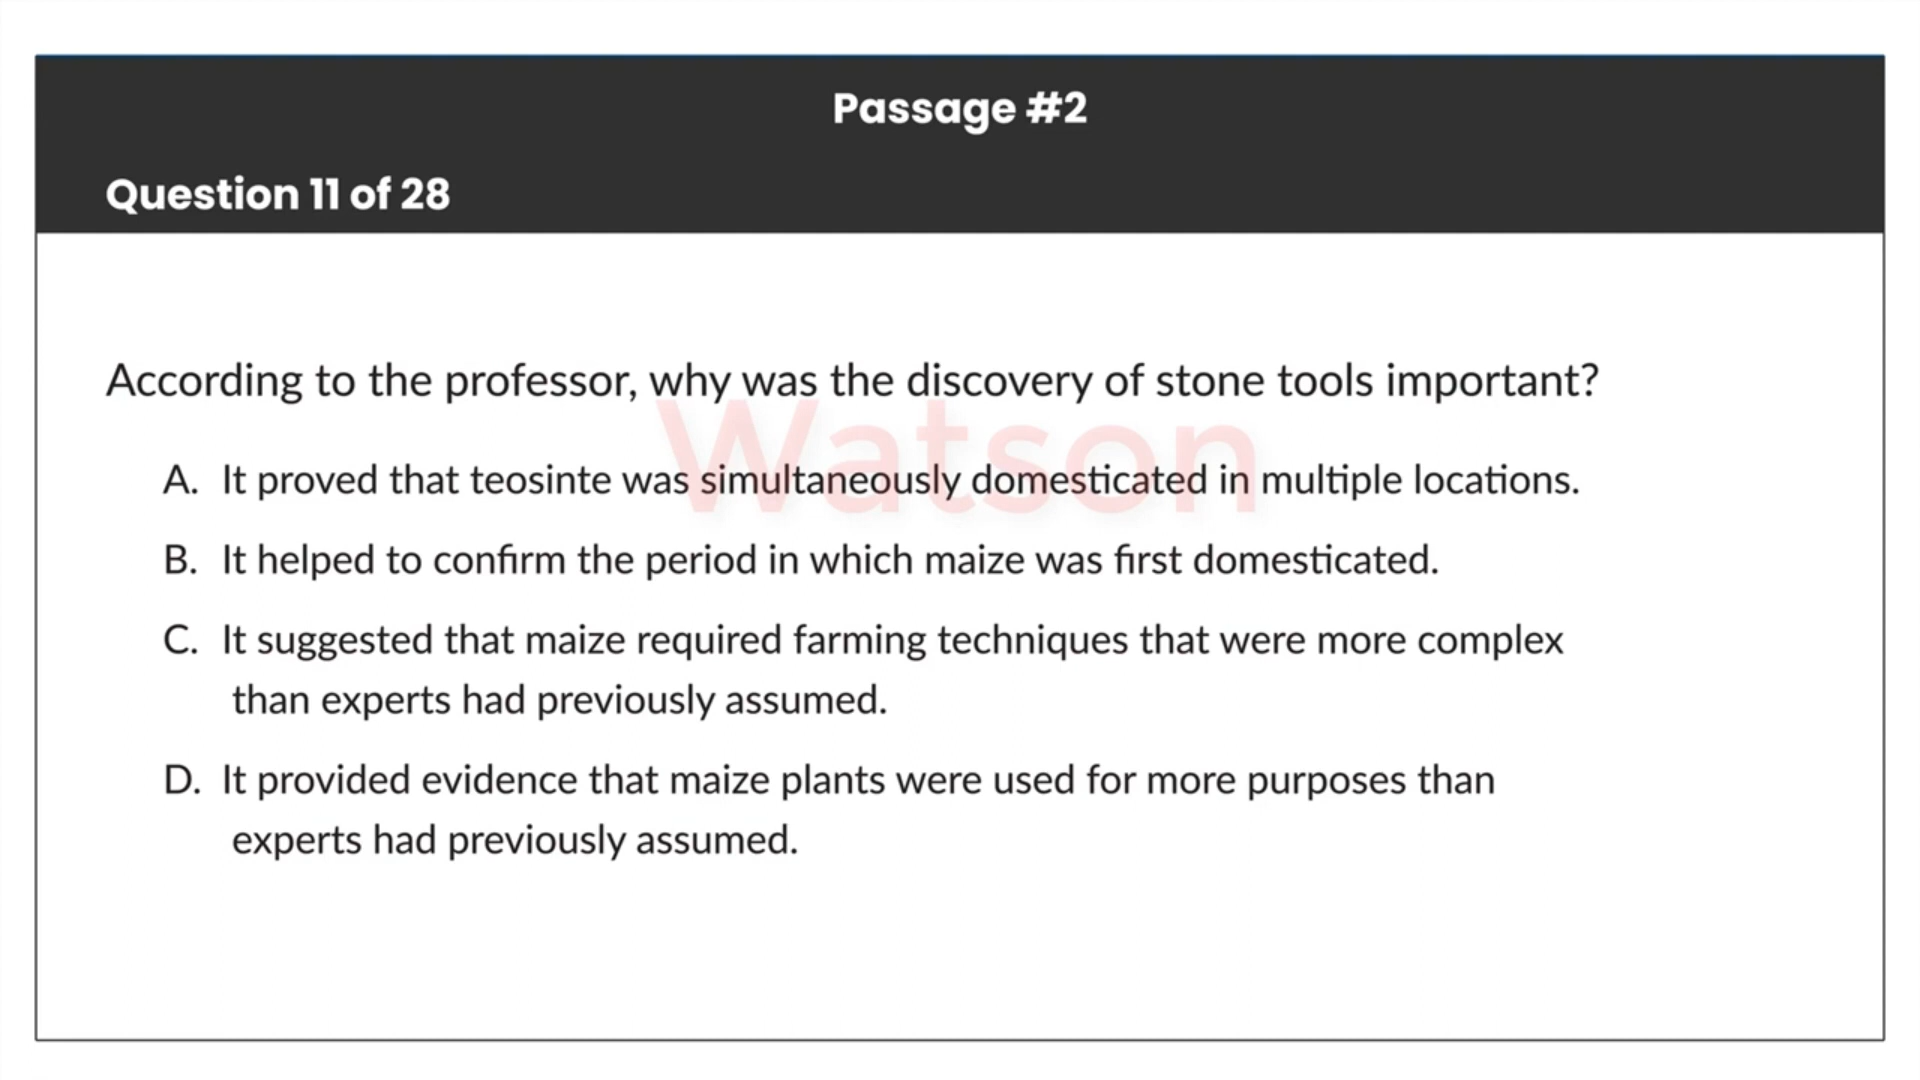 Passage #2
Question 11 of 28
According to the professor, why was the discovery of stone tools important?
Watson
A. It proved that teosinte was simultaneously domesticated in multiple locations.
B. It helped to confirm the period in which maize was first domesticated.
C. It suggested that maize required farming techniques that were more complex
than experts had previously assumed.
D. It provided evidence that maize plants were used for more purposes than
experts had previously assumed.